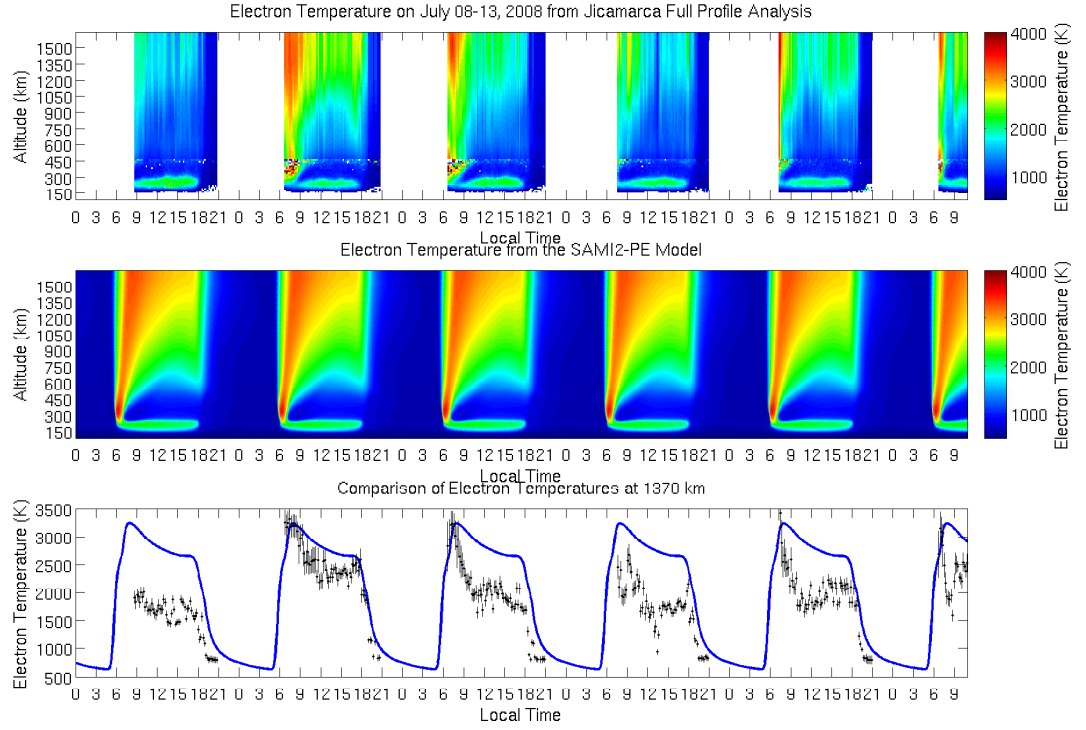 Electron Temperature on July 08-13, 2008 from Jicamarca Full Profile Analysis
Altitude (km)
1500
1350
1200
1050
900
750
600
450
300
150
0 3 6 9 12 15 18 21 0 3 6 9 12 15 18 21 0 3 6 9 12 15 18 21 0 3 6 9 12 15 18 21 0 3 6 9 12 15 18 21 0 3 6 9
Local Time
4000
3000
2000
1000
Electron Temperature (K)
Electron Temperature from the SAMI2-PE Model
Altitude (km)
1500
1350
1200
1050
900
750
600
450
300
150
0 3 6 9 12 15 18 21 0 3 6 9 12 15 18 21 0 3 6 9 12 15 18 21 0 3 6 9 12 15 18 21 0 3 6 9 12 15 18 21 0 3 6 9
Local Time
4000
3000
2000
1000
Electron Temperature (K)
Comparison of Electron Temperatures at 1370 km
Electron Temperature (K)
3500
3000
2500
2000
1500
1000
500
0 3 6 9 12 15 18 21 0 3 6 9 12 15 18 21 0 3 6 9 12 15 18 21 0 3 6 9 12 15 18 21 0 3 6 9 12 15 18 21 0 3 6 9
Local Time